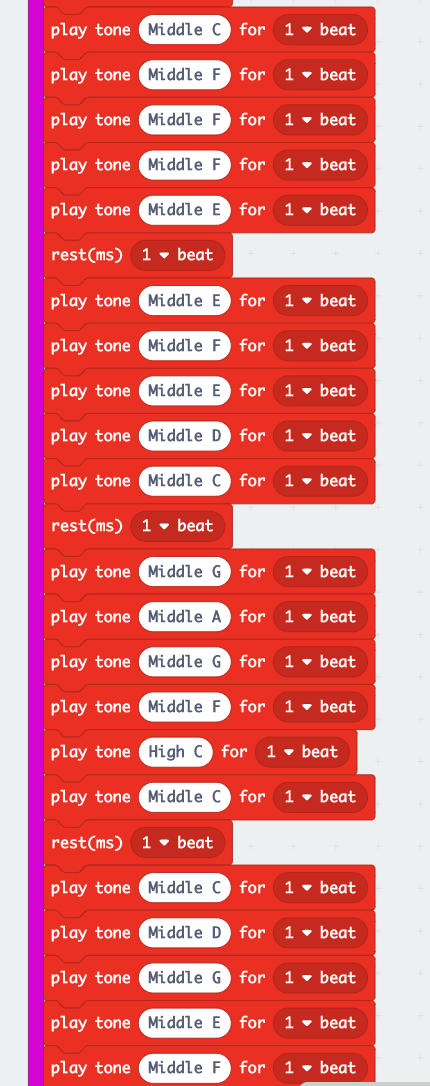 play tone Middle C for 1 beat
play tone Middle F for 1 beat
play tone Middle F for 1 beat
play tone Middle F for 1 beat
play tone Middle E for 1 beat
rest(ms) 1 beat
play tone Middle E for 1 beat
play tone Middle F for 1 beat
play tone Middle E for 1 beat
play tone Middle D for 1 beat
play tone Middle C for 1 beat
rest(ms) 1 beat
play tone Middle G for 1 beat
play tone Middle A for 1 beat
play tone Middle G for 1 beat
play tone Middle F for 1 beat
play tone High C for 1 beat
play tone Middle C for 1 beat
rest(ms) 1 beat
play tone Middle C for 1 beat
play tone Middle D for 1 beat
play tone Middle G for 1 beat
play tone Middle E for 1 beat
play tone Middle F for 1 beat